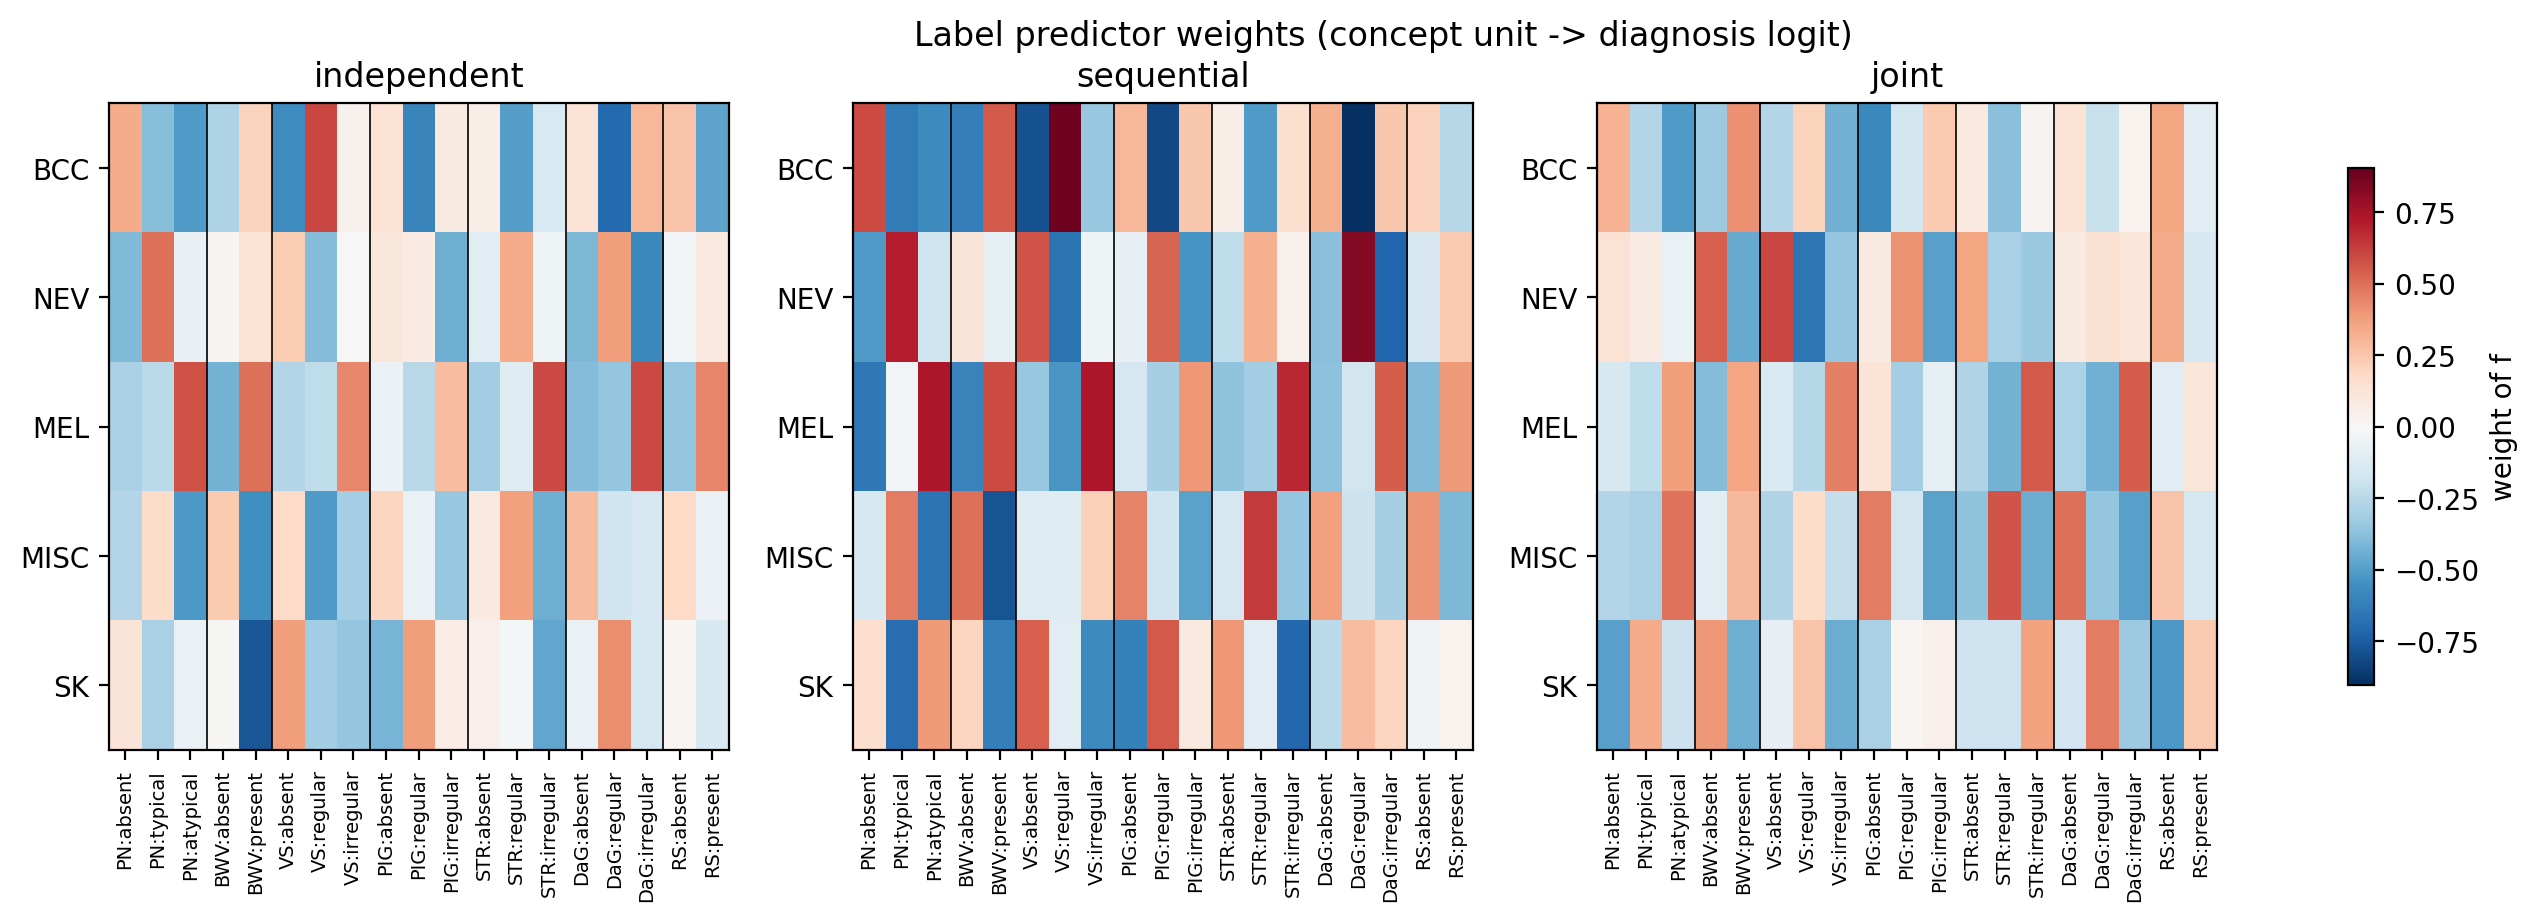 Label predictor weights (concept unit -> diagnosis logit)
independent
BCC
NEV
MEL
MISC
SK
PN:absent
PN:typical
PN:atypical
BWV:absent
BWV:present
VS:absent
VS:regular
VS:irregular
PIG:absent
PIG:regular
PIG:irregular
STR:absent
STR:regular
STR:irregular
DaG:absent
DaG:regular
DaG:irregular
RS:absent
RS:present
sequential
BCC
NEV
MEL
MISC
SK
PN:absent
PN:typical
PN:atypical
BWV:absent
BWV:present
VS:absent
VS:regular
VS:irregular
PIG:absent
PIG:regular
PIG:irregular
STR:absent
STR:regular
STR:irregular
DaG:absent
DaG:regular
DaG:irregular
RS:absent
RS:present
joint
BCC
NEV
MEL
MISC
SK
PN:absent
PN:typical
PN:atypical
BWV:absent
BWV:present
VS:absent
VS:regular
VS:irregular
PIG:absent
PIG:regular
PIG:irregular
STR:absent
STR:regular
STR:irregular
DaG:absent
DaG:regular
DaG:irregular
RS:absent
RS:present
0.75
0.50
0.25
0.00
−0.25
−0.50
−0.75
weight of f